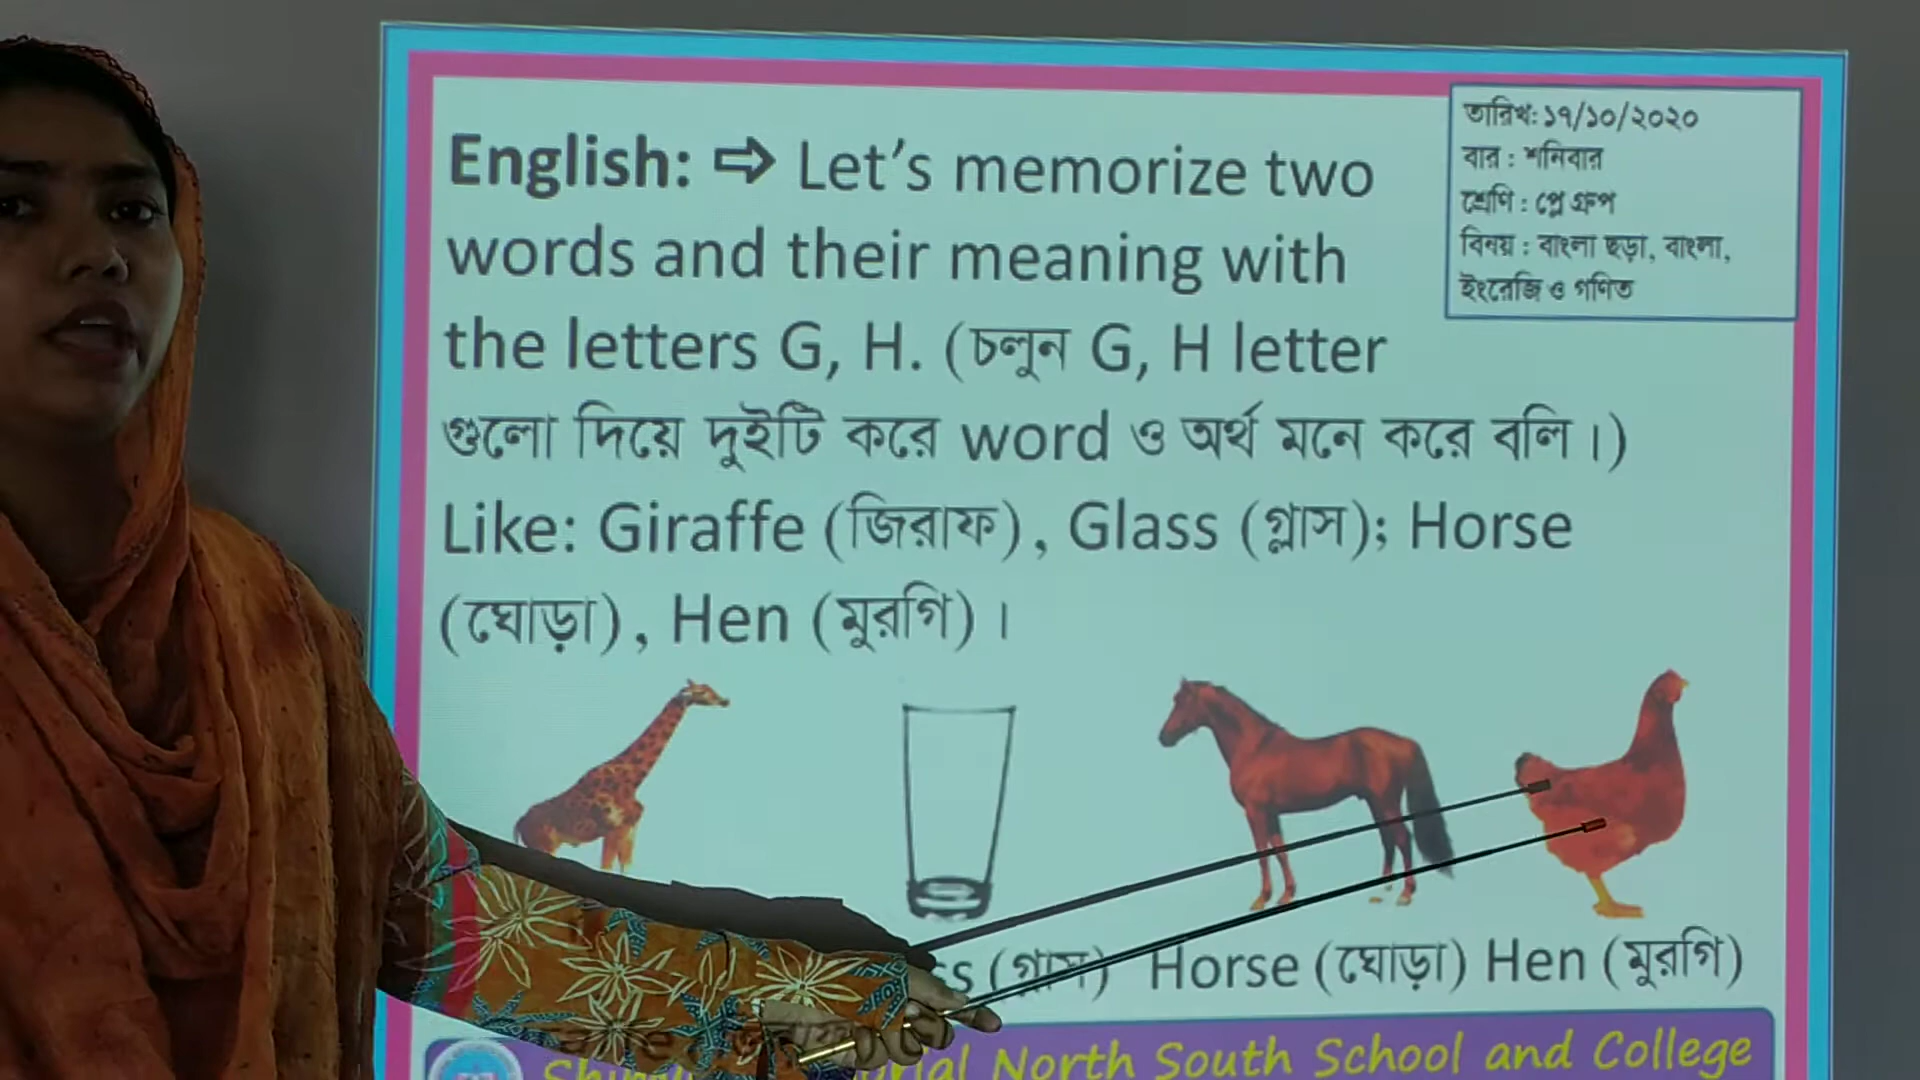 English: ⇨ Let's memorize two
words and their meaning with
the letters G, H. (চলুন G, H letter
গুলো দিয়ে দুইটি করে word ও অর্থ মনে করে বলি।)
Like: Giraffe (জিরাফ), Glass (গ্লাস); Horse
(ঘোড়া), Hen (মুরগি)।
তারিখ: ১৭/১০/২০২০
বার : শনিবার
শ্রেণি : প্লে গ্রুপ
বিষয় : বাংলা ছড়া, বাংলা,
ইংরেজি ও গণিত
(গ্লাস) Horse (ঘোড়া) Hen (মুরগি)
North South School and College